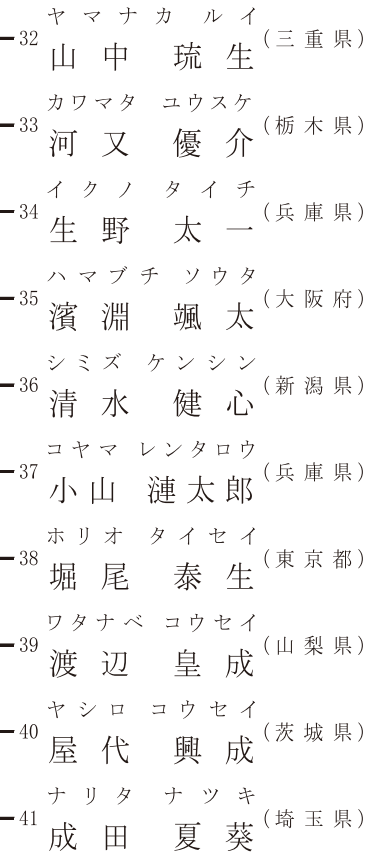 ヤマナカ ルイ
32 山中 琉生 (三重県)
カワマタ ユウスケ
33 河又 優介 (栃木県)
イクノ タイチ
34 生野 太一 (兵庫県)
ハマブチ ソウタ
35 濱淵 颯太 (大阪府)
シミズ ケンシン
36 清水 健心 (新潟県)
コヤマ レンタロウ
37 小山 漣太郎 (兵庫県)
ホリオ タイセイ
38 堀尾 泰生 (東京都)
ワタナベ コウセイ
39 渡辺 皇成 (山梨県)
ヤシロ コウセイ
40 屋代 興成 (茨城県)
ナリタ ナツキ
41 成田 夏葵 (埼玉県)